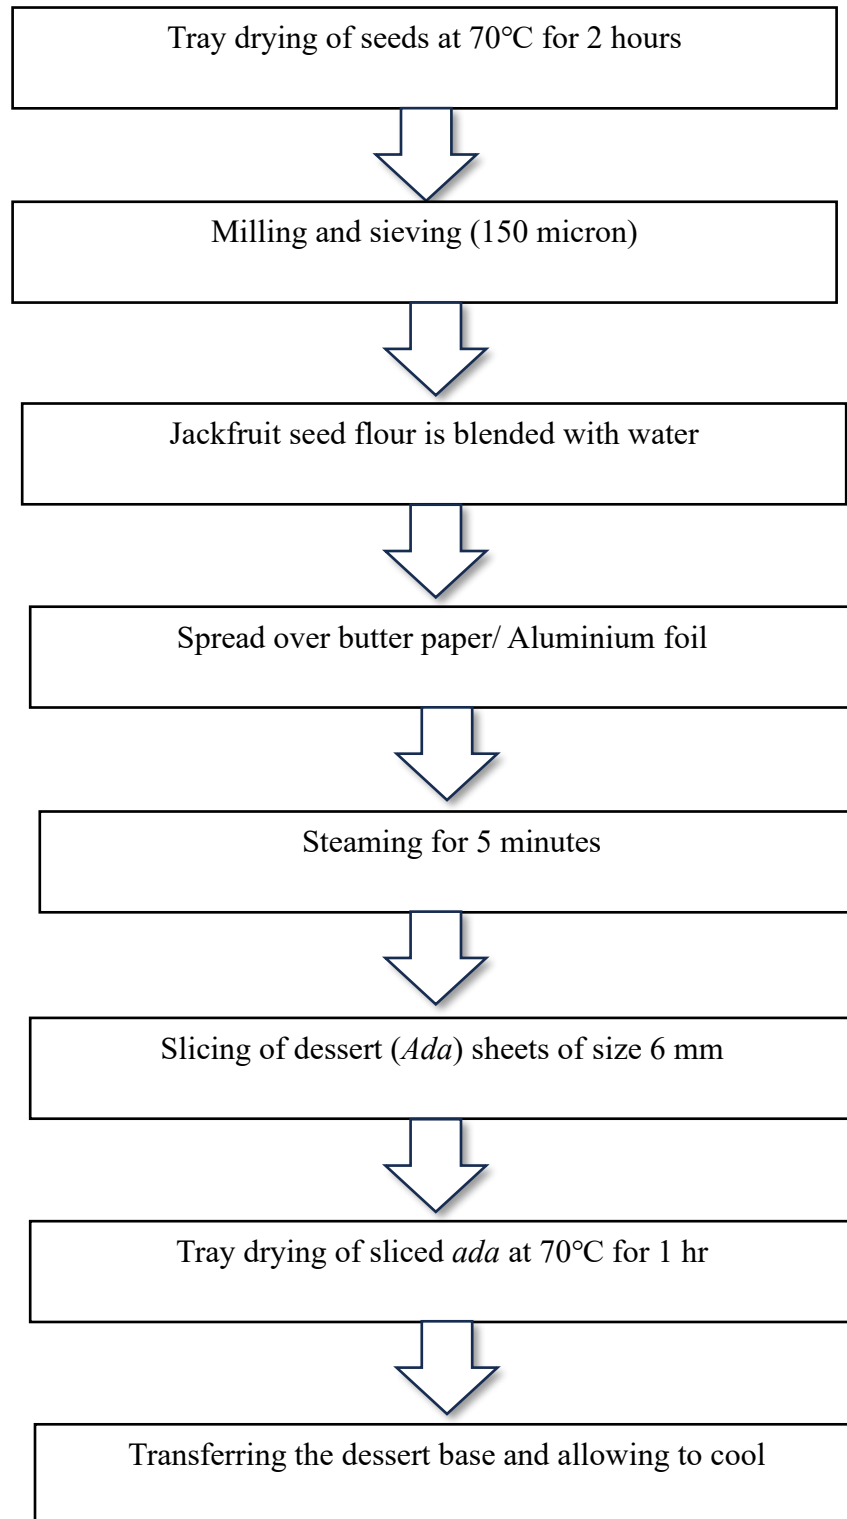 Tray drying of seeds at 70℃ for 2 hours
Milling and sieving (150 micron)
Jackfruit seed flour is blended with water
Spread over butter paper/ Aluminium foil
Steaming for 5 minutes
Slicing of dessert (Ada) sheets of size 6 mm
Tray drying of sliced ada at 70℃ for 1 hr
Transferring the dessert base and allowing to cool